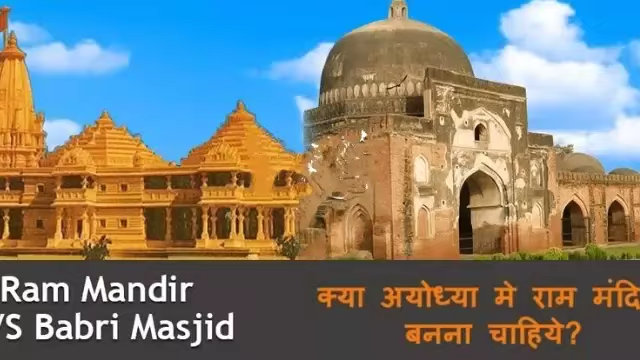 Ram Mandir
VS Babri Masjid
क्या अयोध्या मे राम
बनना चाहिये?